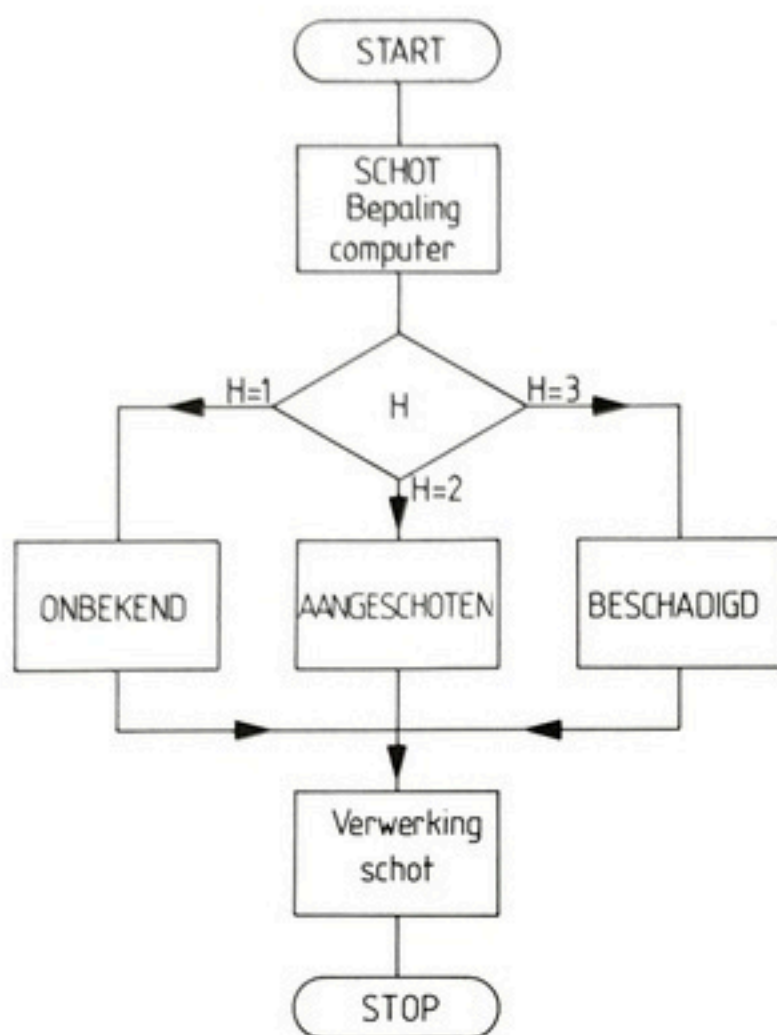 START
SCHOT
Bepaling
computer
H=1
H
H=3
H=2
ONBEKEND
AANGESCHOTEN
BESCHADIGD
Verwerking
schot
STOP